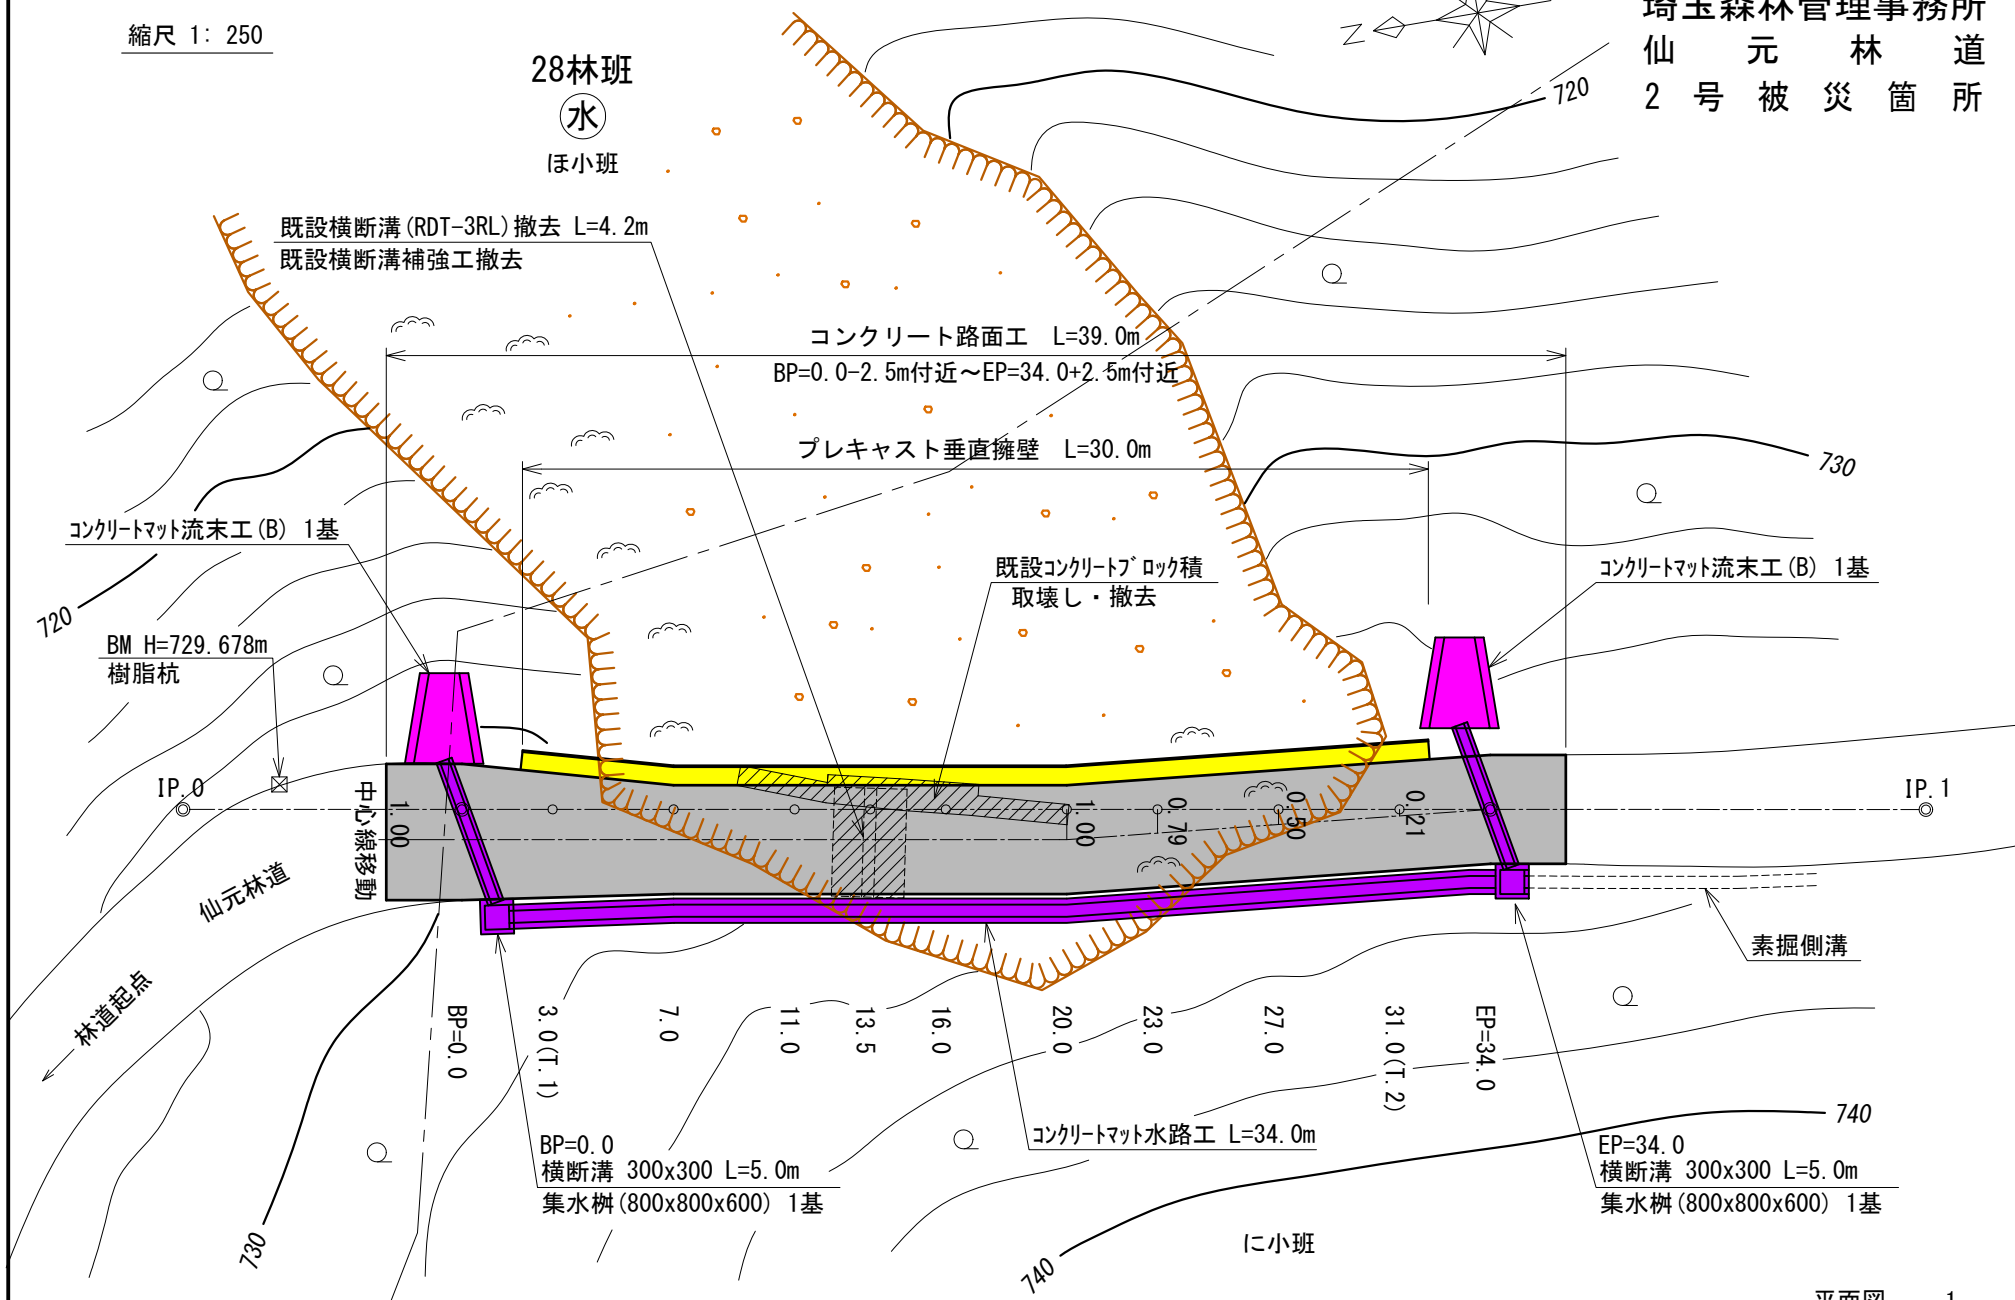 縮尺 1: 250
埼玉森林管理事務所
仙元林道
2号被災箇所
N
28林班
水
ほ小班
720
既設横断溝(RDT-3RL)撤去 L=4.2m
既設横断溝補強工撤去
コンクリート路面工 L=39.0m
BP=0.0-2.5m付近～EP=34.0+2.5m付近
プレキャスト垂直擁壁 L=30.0m
730
コンクリートマット流末工(B) 1基
既設コンクリートブロック積
取壊し・撤去
コンクリートマット流末工(B) 1基
720
BM H=729.678m
樹脂杭
IP.0
中心線移動
1.00
1.00
0.79
0.50
0.21
IP.1
仙元林道
林道起点
素掘側溝
BP=0.0
3.0(T.1)
7.0
11.0
13.5
16.0
20.0
23.0
27.0
31.0(T.2)
EP=34.0
BP=0.0
横断溝 300x300 L=5.0m
集水桝(800x800x600) 1基
コンクリートマット水路工 L=34.0m
740
EP=34.0
横断溝 300x300 L=5.0m
集水桝(800x800x600) 1基
730
740
に小班
平面図 1